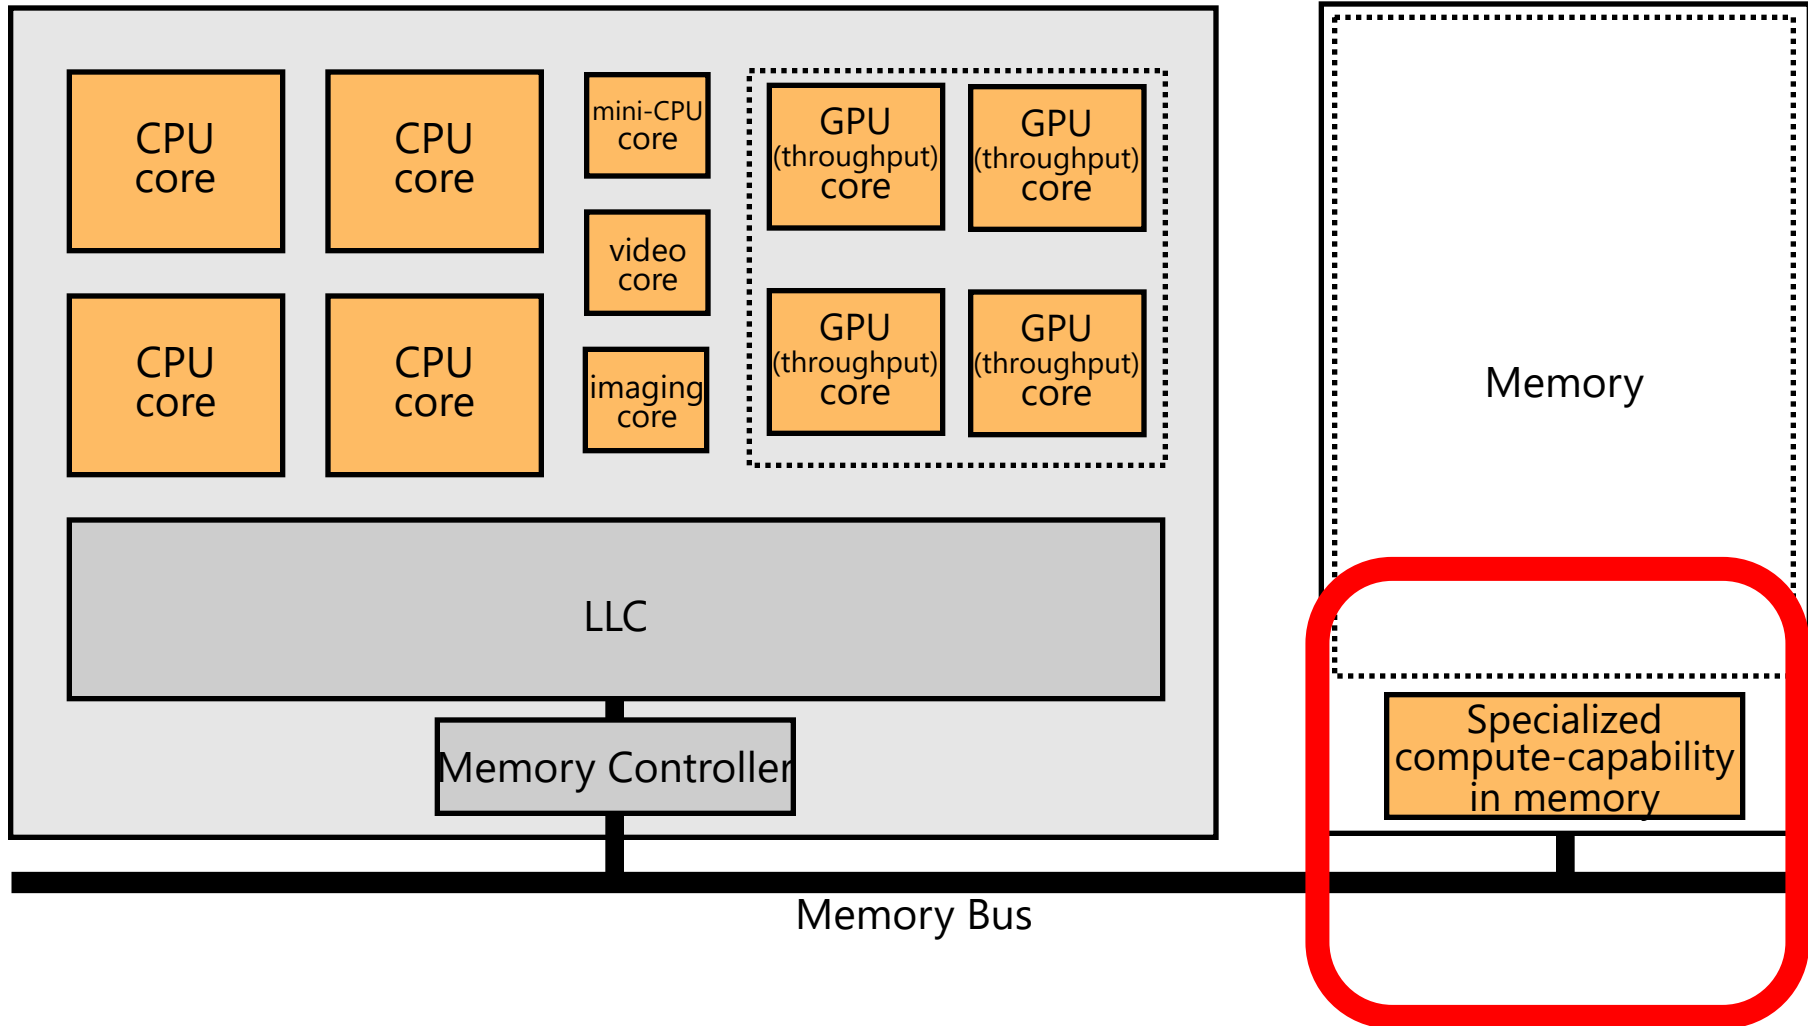 CPU
core
CPU
core
mini-CPU
core
video
core
imaging
core
GPU
(throughput)
core
GPU
(throughput)
core
CPU
core
CPU
core
GPU
(throughput)
core
GPU
(throughput)
core
LLC
Memory Controller
Memory
Specialized
compute-capability
in memory
Memory Bus